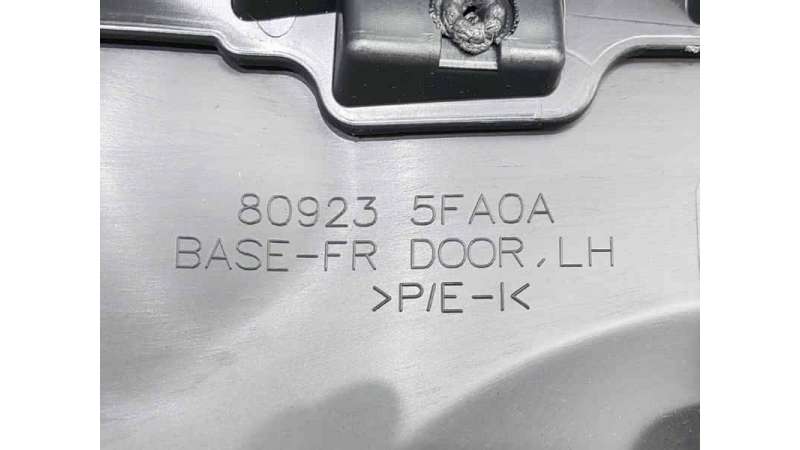 80923 5FA0A
BASE-FR DOOR, LH
>P/E-I<